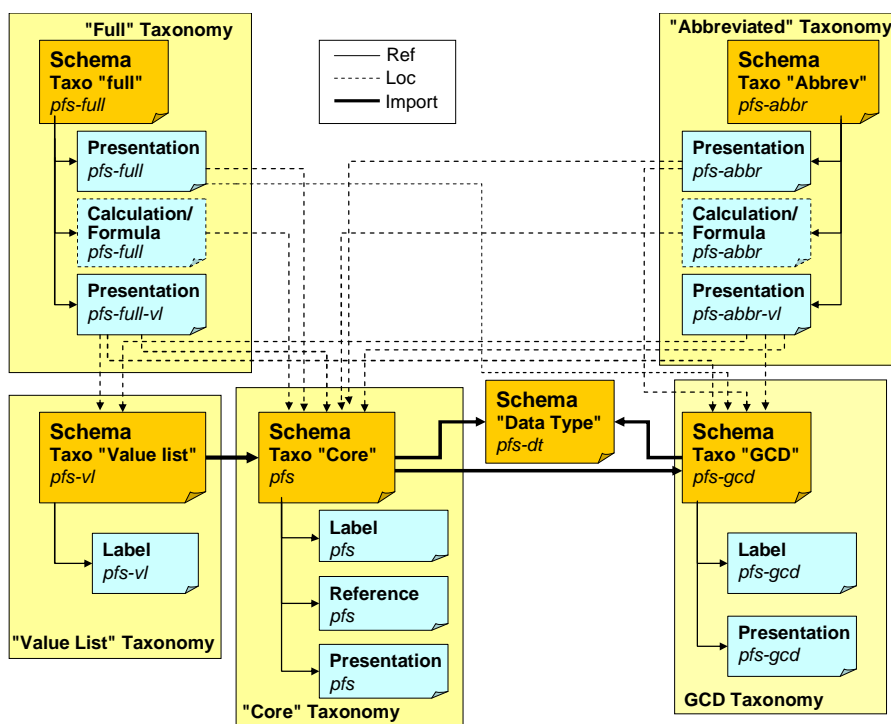 "Full" Taxonomy
Schema
Taxo "full"
pfs-full
Presentation
pfs-full
Calculation/
Formula
pfs-full
Presentation
pfs-full-vl
Ref
Loc
Import
"Abbreviated" Taxonomy
Schema
Taxo "Abbrev"
pfs-abbr
Presentation
pfs-abbr
Calculation/
Formula
pfs-abbr
Presentation
pfs-abbr-vl
Schema
Taxo "Value list"
pfs-vl
Label
pfs-vl
"Value List" Taxonomy
Schema
Taxo "Core"
pfs
Label
pfs
Reference
pfs
Presentation
pfs
"Core" Taxonomy
Schema
"Data Type"
pfs-dt
Schema
Taxo "GCD"
pfs-gcd
Label
pfs-gcd
Presentation
pfs-gcd
GCD Taxonomy